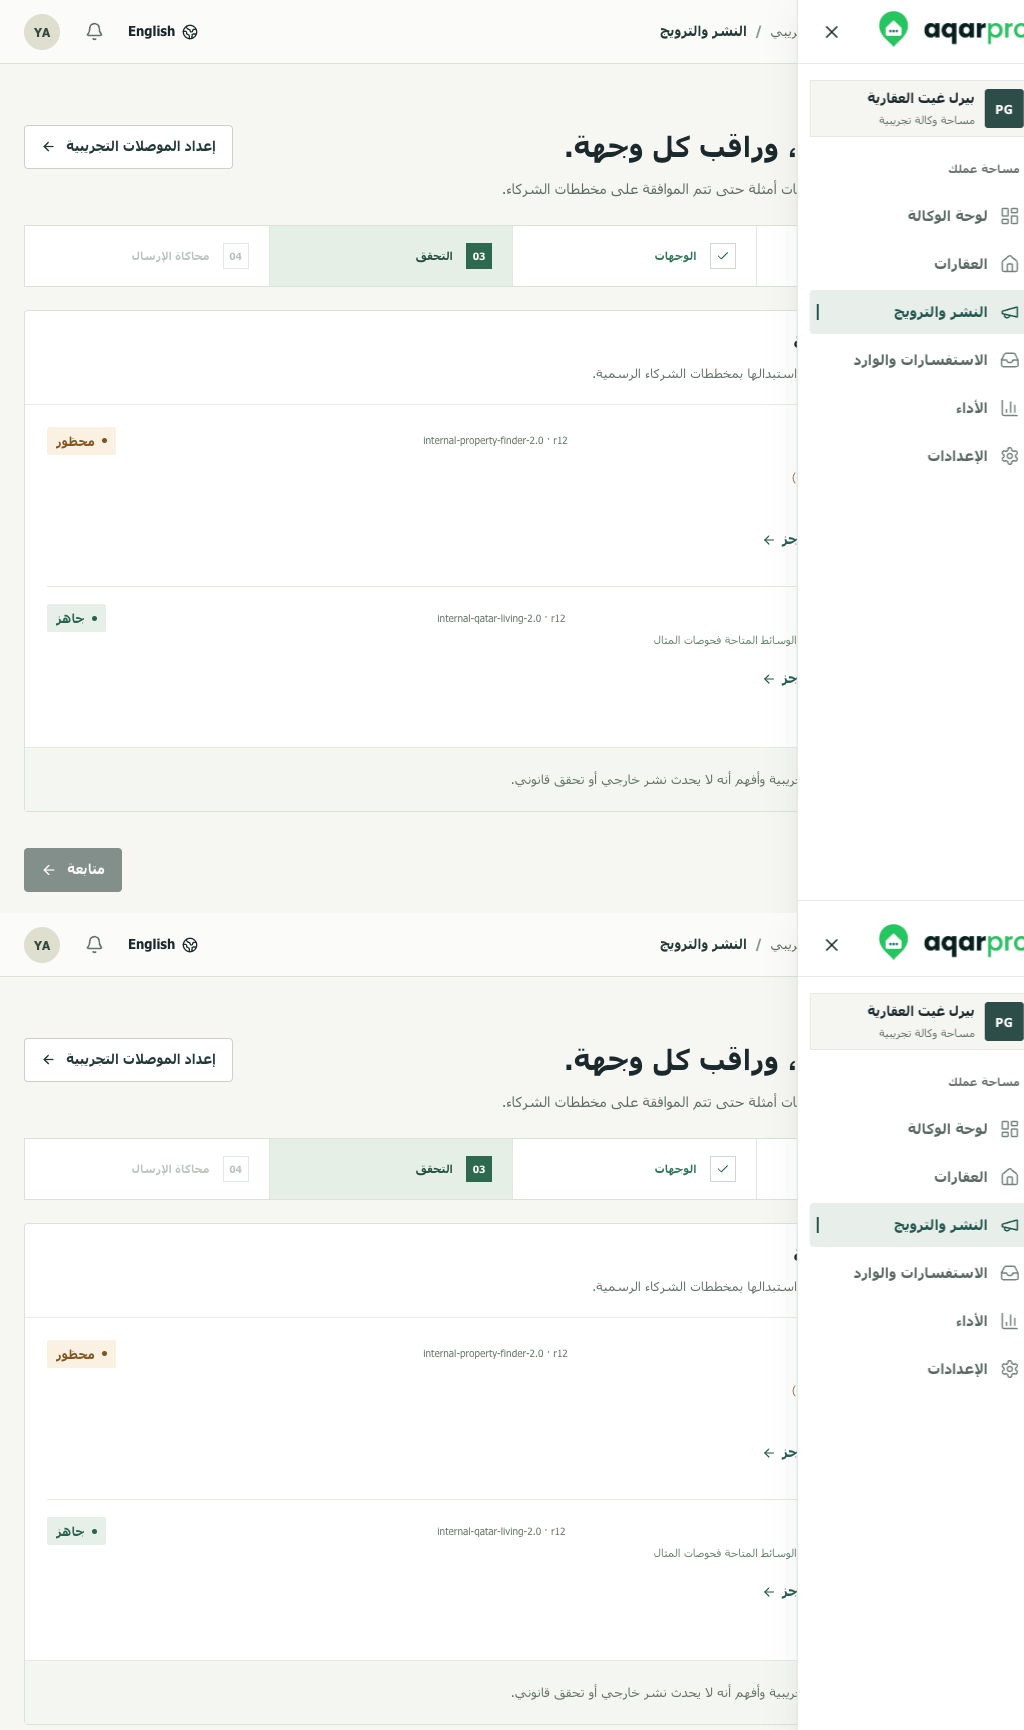 aqarpro
بيرل غيت العقارية
PG
مساحة وكالة تجريبية
مساحة عملك
لوحة الوكالة
العقارات
النشر والترويج
الاستفسارات والوارد
الأداء
الإعدادات
/ النشر والترويج
English
YA
، وراقب كل وجهة.
إعداد الموصلات التجريبية
أمثلة حتى تتم الموافقة على مخططات الشركاء.
الوجهات
03 التحقق
04 محاكاة الإرسال
استبدالها بمخططات الشركاء الرسمية.
internal-property-finder-2.0 · r12
محظور
internal-qatar-living-2.0 · r12
جاهز
الوسائط المتاحة فحوصات المثال
وأفهم أنه لا يحدث نشر خارجي أو تحقق قانوني.
متابعة
aqarpro
بيرل غيت العقارية
PG
مساحة وكالة تجريبية
مساحة عملك
لوحة الوكالة
العقارات
النشر والترويج
الاستفسارات والوارد
الأداء
الإعدادات
/ النشر والترويج
English
YA
، وراقب كل وجهة.
إعداد الموصلات التجريبية
أمثلة حتى تتم الموافقة على مخططات الشركاء.
الوجهات
03 التحقق
04 محاكاة الإرسال
استبدالها بمخططات الشركاء الرسمية.
internal-property-finder-2.0 · r12
محظور
internal-qatar-living-2.0 · r12
جاهز
الوسائط المتاحة فحوصات المثال
وأفهم أنه لا يحدث نشر خارجي أو تحقق قانوني.